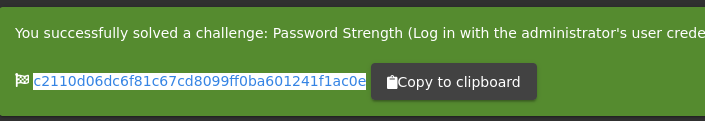 You successfully solved a challenge: Password Strength (Log in with the administrator's user crede
c2110d06dc6f81c67cd8099ff0ba601241f1ac0e Copy to clipboard